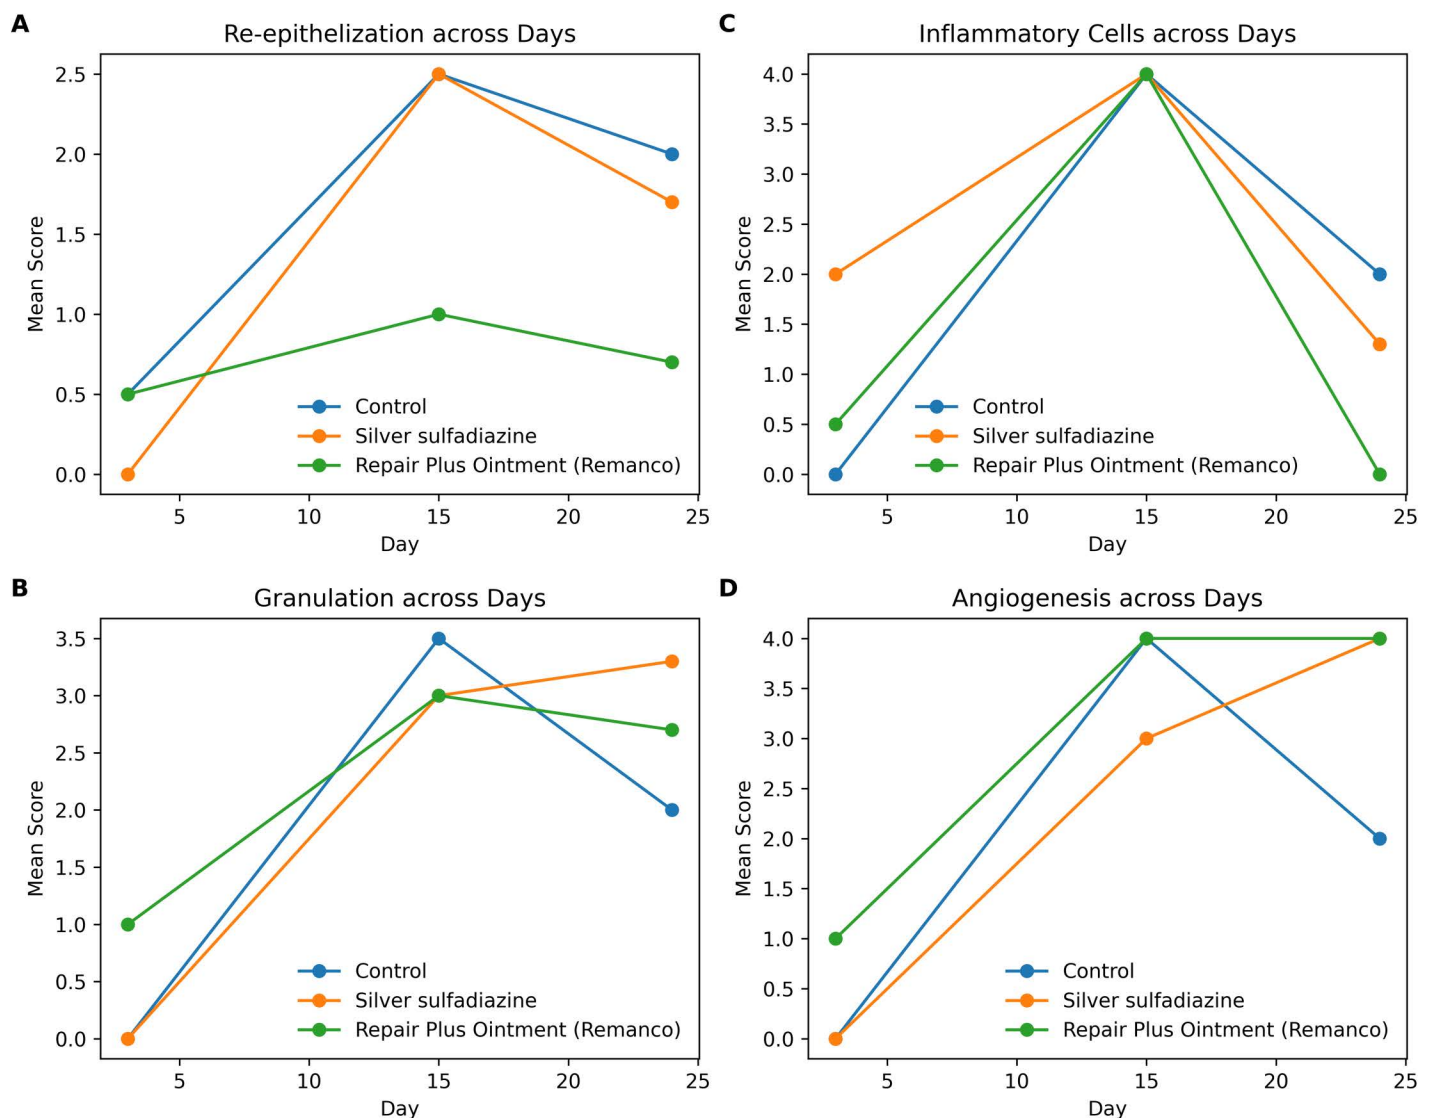 A
Re-epithelization across Days
2.5
2.0
1.5
1.0
0.5
0.0
Mean Score
5 10 15 20 25
Day
Control
Silver sulfadiazine
Repair Plus Ointment (Remanco)
C
Inflammatory Cells across Days
4.0
3.5
3.0
2.5
2.0
1.5
1.0
0.5
0.0
Mean Score
5 10 15 20 25
Day
Control
Silver sulfadiazine
Repair Plus Ointment (Remanco)
B
Granulation across Days
3.5
3.0
2.5
2.0
1.5
1.0
0.5
0.0
Mean Score
5 10 15 20 25
Day
Control
Silver sulfadiazine
Repair Plus Ointment (Remanco)
D
Angiogenesis across Days
4.0
3.5
3.0
2.5
2.0
1.5
1.0
0.5
0.0
Mean Score
5 10 15 20 25
Day
Control
Silver sulfadiazine
Repair Plus Ointment (Remanco)